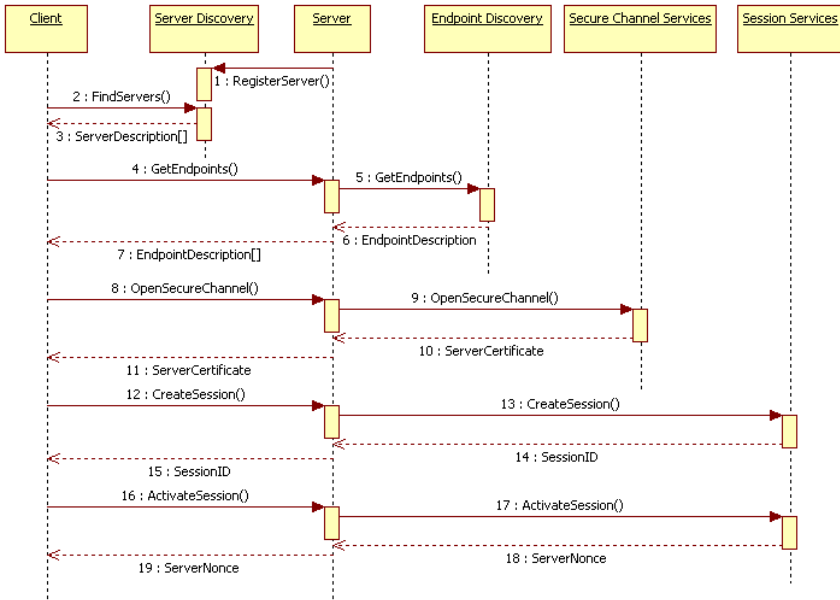 Client
Server Discovery
Server
Endpoint Discovery
Secure Channel Services
Session Services
1 : RegisterServer()
2 : FindServers()
3 : ServerDescription[]
4 : GetEndpoints()
5 : GetEndpoints()
6 : EndpointDescription
7 : EndpointDescription[]
8 : OpenSecureChannel()
9 : OpenSecureChannel()
10 : ServerCertificate
11 : ServerCertificate
12 : CreateSession()
13 : CreateSession()
14 : SessionID
15 : SessionID
16 : ActivateSession()
17 : ActivateSession()
18 : ServerNonce
19 : ServerNonce